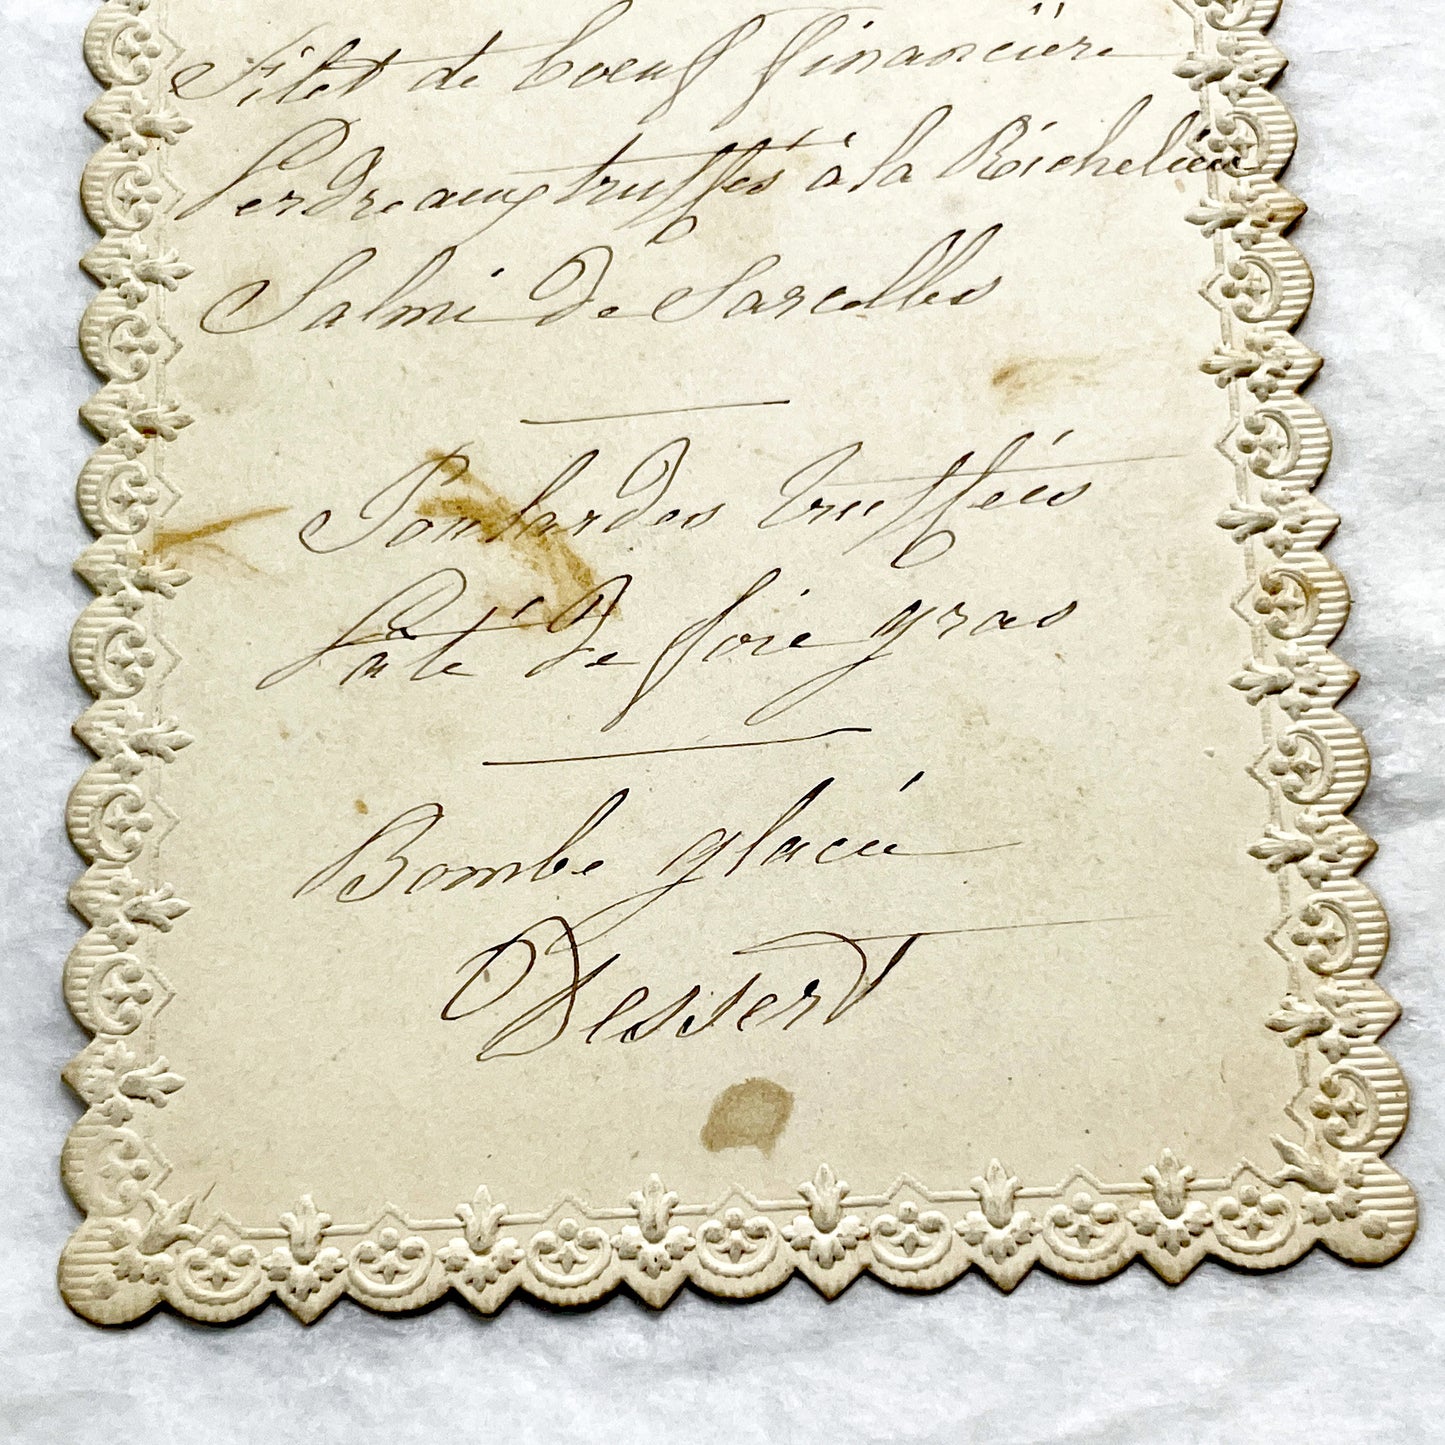 Filet de boeuf financière
Perdreaux truffés à la Richelieu
Salmi de Sarcelles
Poulardes truffées
Pâté de foie gras
Bombe glacée
Dessert